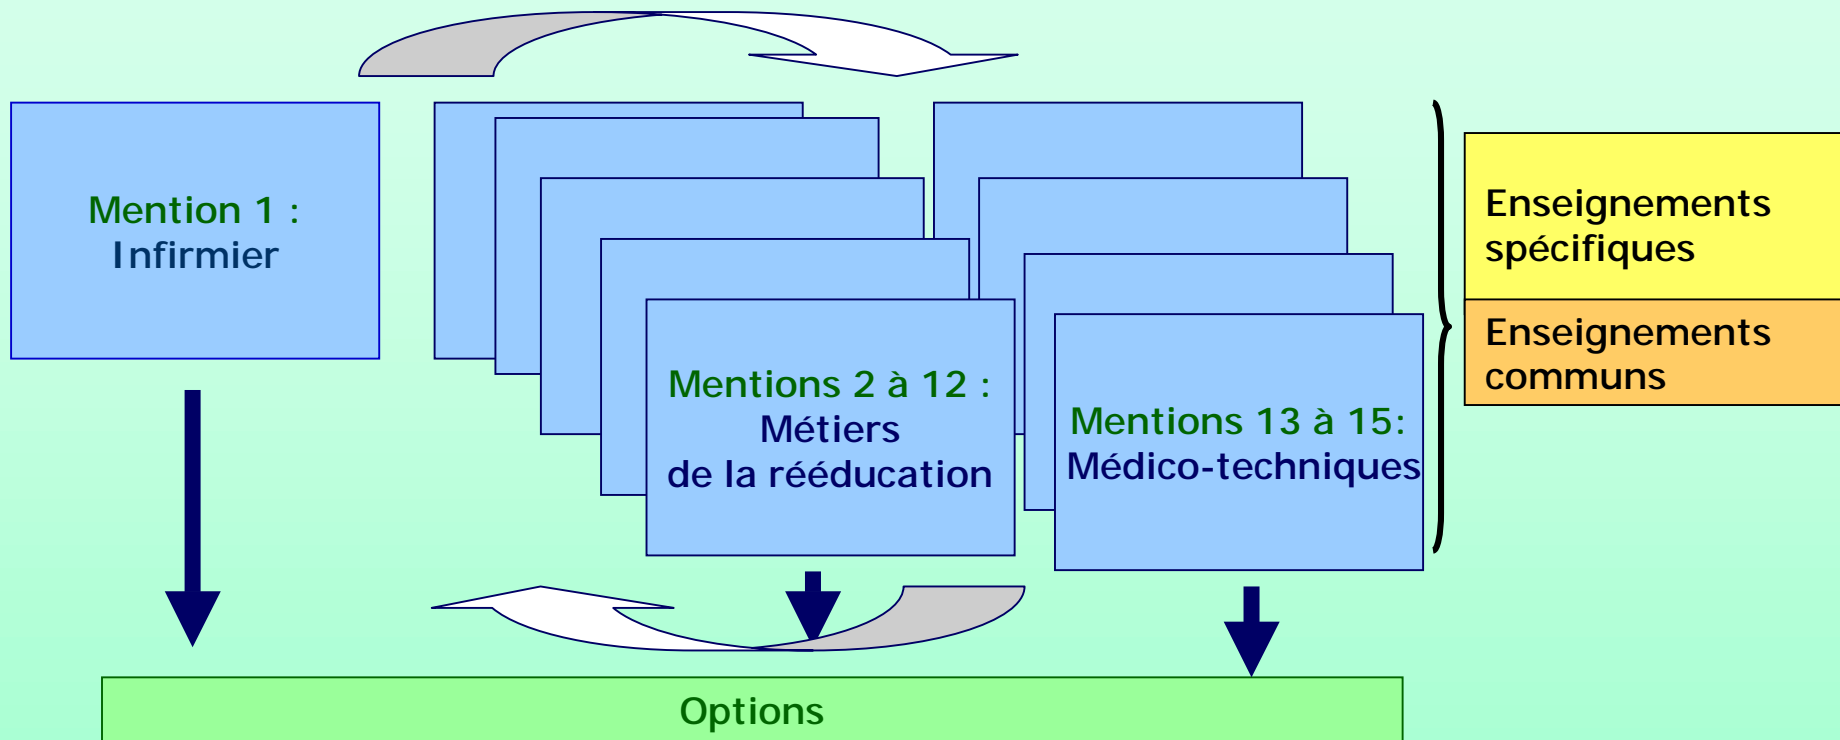 Mention 1 :
Infirmier
Mentions 2 à 12 :
Métiers
de la rééducation
Mentions 13 à 15:
Médico-techniques
Enseignements
spécifiques
Enseignements
communs
Options